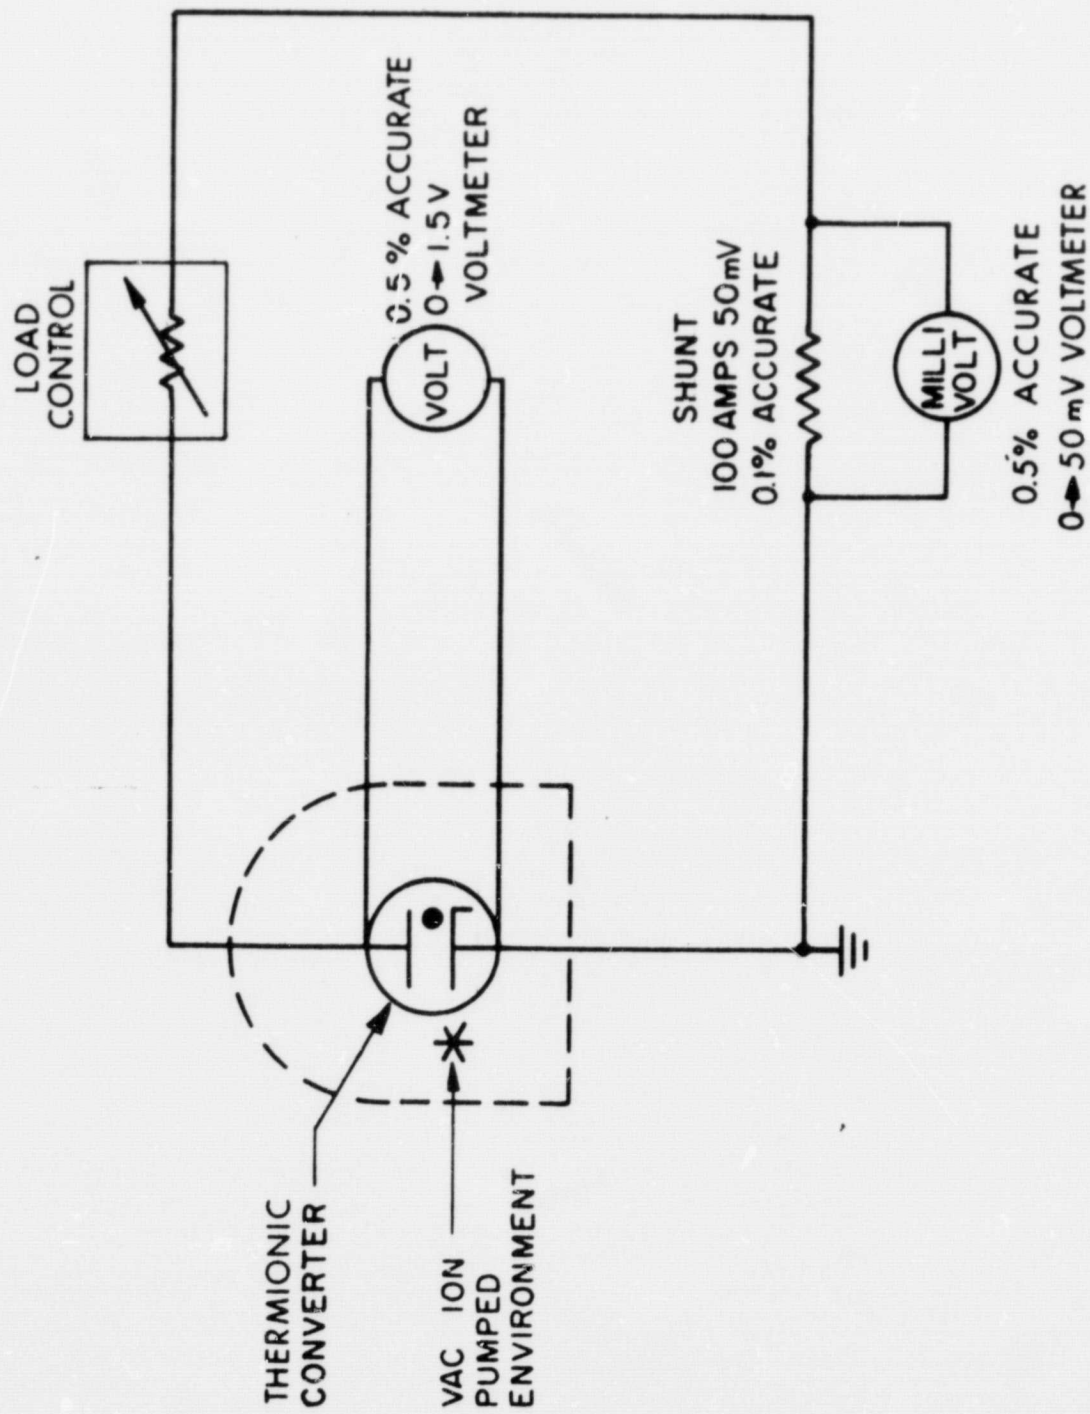 LOAD
CONTROL
0.5 % ACCURATE
0→1.5V
VOLTMETER
VOLT
SHUNT
100 AMPS 50mV
0.1% ACCURATE
MILLI
VOLT
0.5% ACCURATE
0→50mV VOLTMETER
THERMIONIC
CONVERTER
VAC ION
PUMPED
ENVIRONMENT